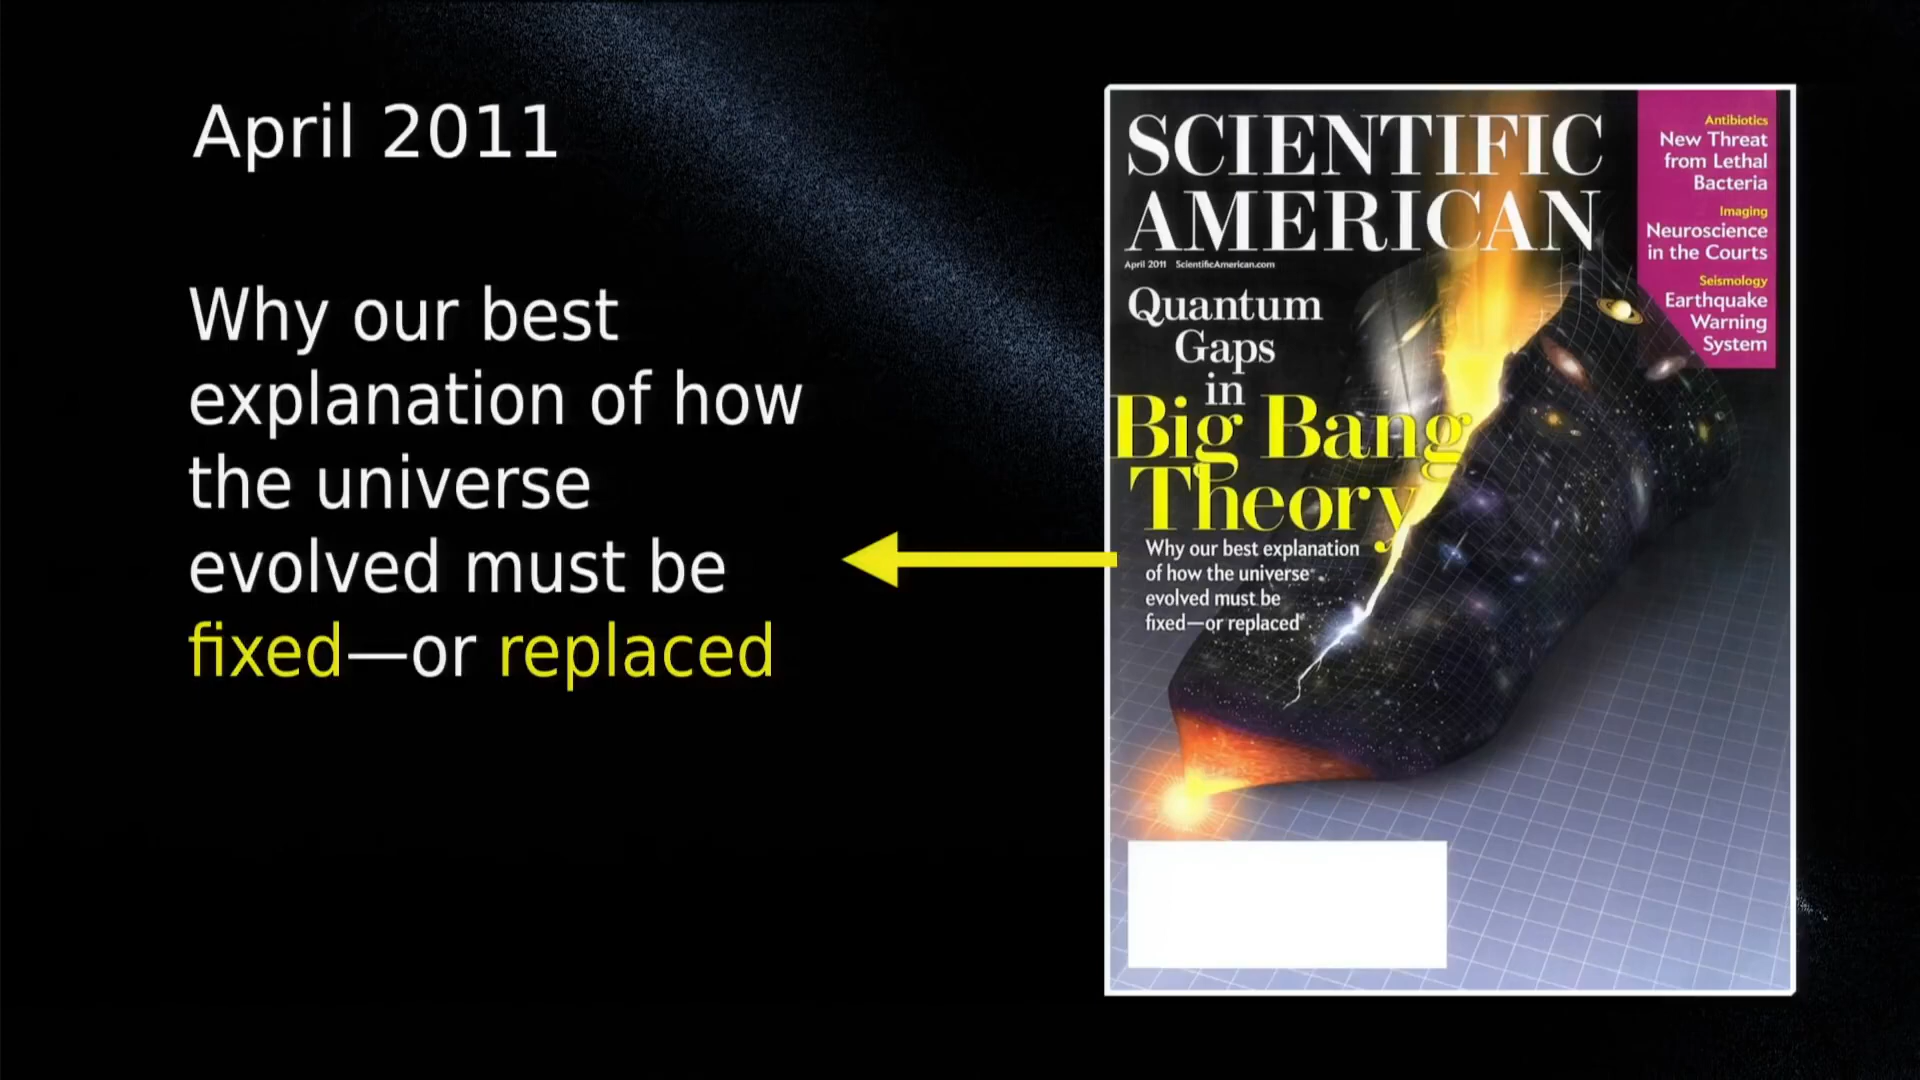 April 2011
Why our best
explanation of how
the universe
evolved must be
fixed—or replaced
SCIENTIFIC
AMERICAN
April 2011 ScientificAmerican.com
Antibiotics
New Threat
from Lethal
Bacteria
Imaging
Neuroscience
in the Courts
Seismology
Earthquake
Warning
System
Quantum
Gaps
in
Big Bang
Theory
Why our best explanation
of how the universe
evolved must be
fixed—or replaced